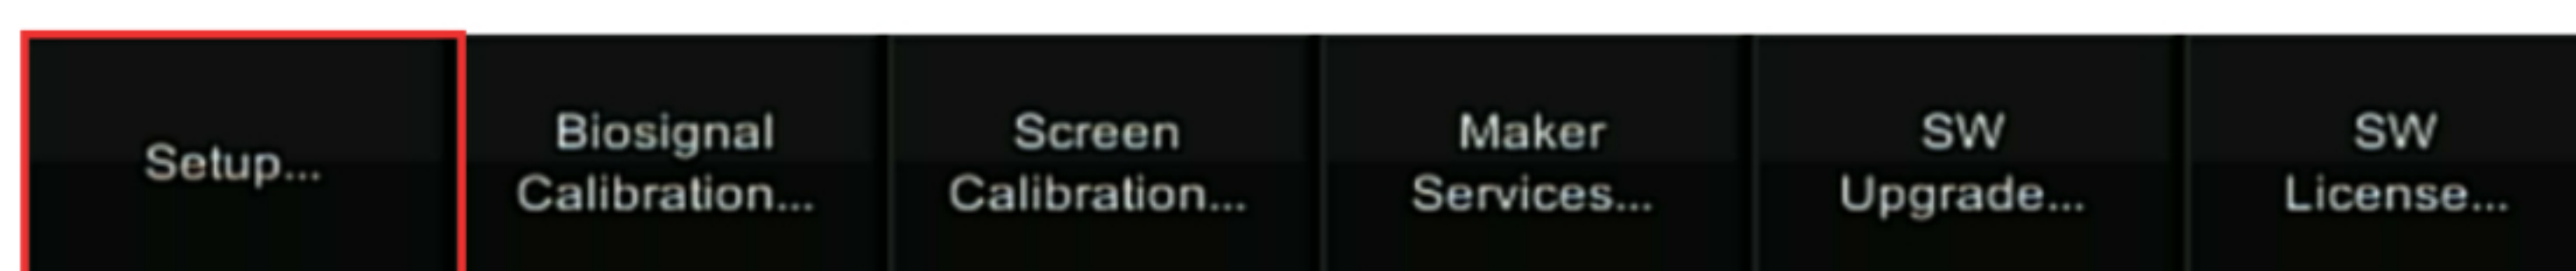 Setup...
Biosignal
Calibration...
Screen
Calibration...
Maker
Services...
SW
Upgrade...
SW
License...